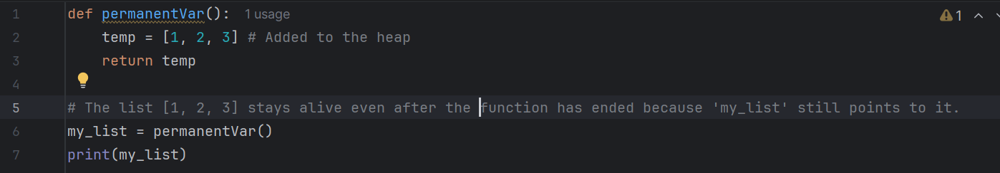 1 def permanentVar(): 1 usage 1
2 temp = [1, 2, 3] # Added to the heap
3 return temp
4
5 # The list [1, 2, 3] stays alive even after the function has ended because 'my_list' still points to it.
6 my_list = permanentVar()
7 print(my_list)